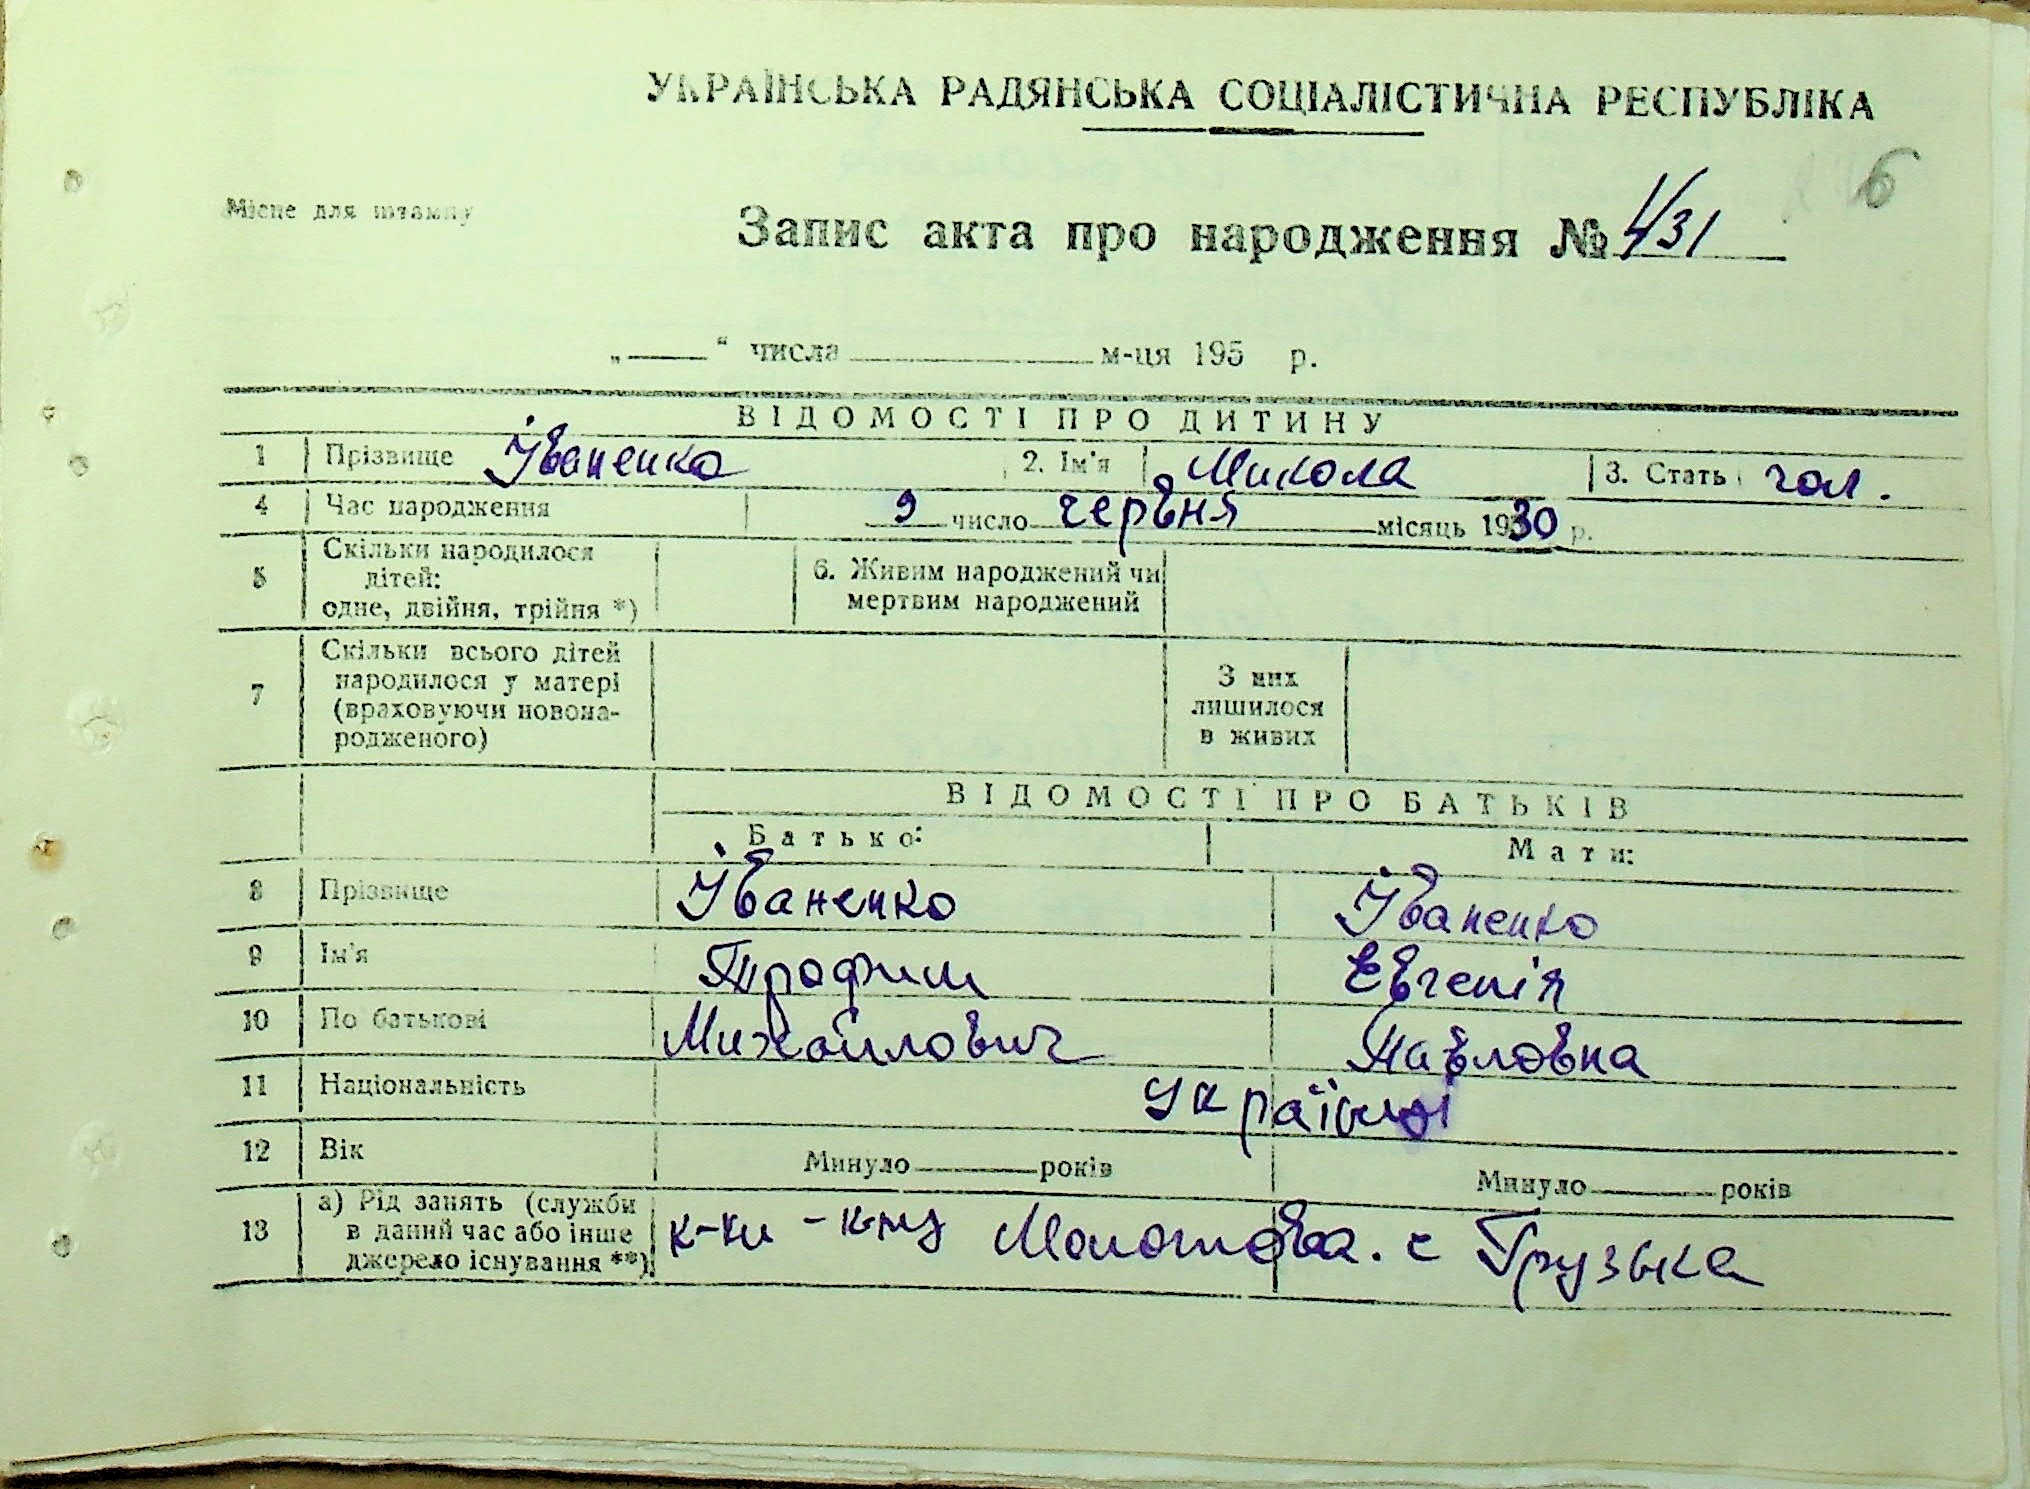 УКРАЇНСЬКА РАДЯНСЬКА СОЦІАЛІСТИЧНА РЕСПУБЛІКА
6
Місце для штампу
Запис акта про народження № 431
„ “ числа м-ця 195 р.
ВІДОМОСТІ ПРО ДИТИНУ
1 Прізвище Іваненко 2. Ім'я Микола 3. Стать чол.
4 Час народження 9 число червня місяць 1930 р.
5 Скільки народилося дітей: одне, двійня, трійня *) 6. Живим народжений чи мертвим народжений
7 Скільки всього дітей народилося у матері (враховуючи новонародженого) З них лишилося в живих
ВІДОМОСТІ ПРО БАТЬКІВ
Батько: Мати:
8 Прізвище Іваненко Іваненко
9 Ім'я Трофим Евгенія
10 По батькові Михайлович Павловна
11 Національність Українці
12 Вік Минуло років Минуло років
13 а) Рід занять (служби в даний час або інше джерело існування **) к-ки - к-пу Молотова. с Грузька